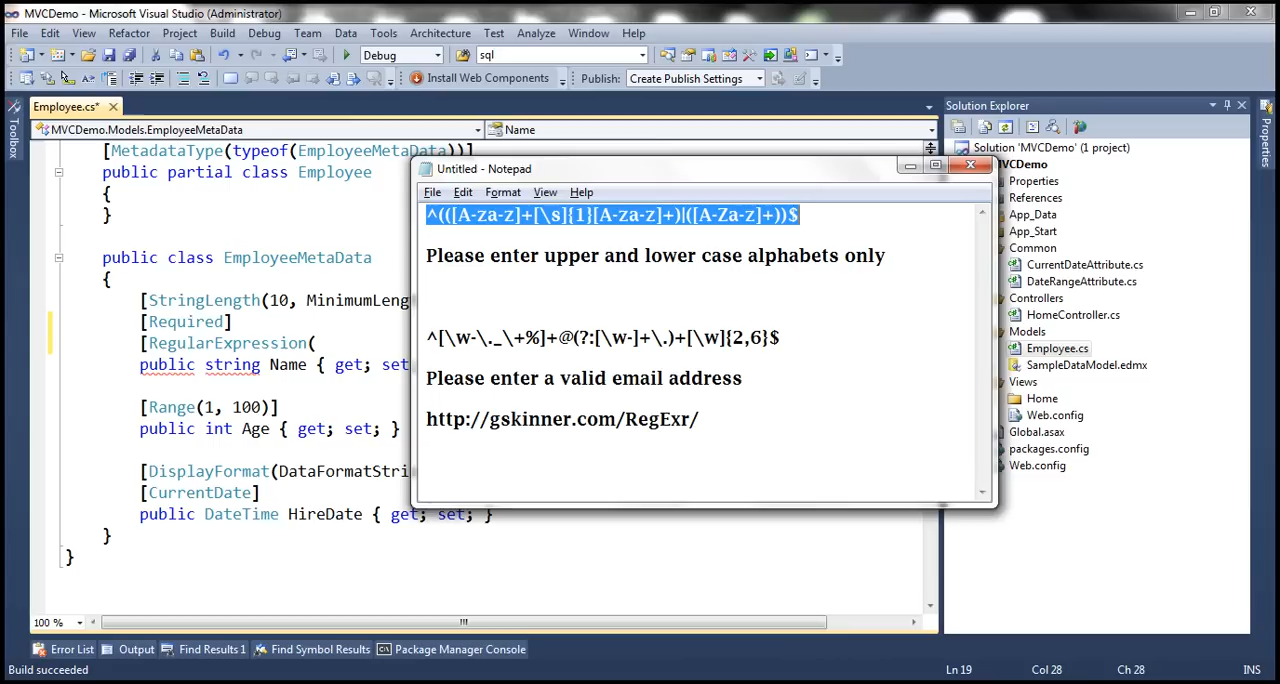 MVCDemo - Microsoft Visual Studio (Administrator)
File Edit View Refactor Project Build Debug Team Data Tools Architecture Test Analyze Window Help
Debug sql
Install Web Components Publish: Create Publish Settings
Employee.cs* Solution Explorer
MVCDemo.Models.EmployeeMetaData Name
Toolbox
Properties
[MetadataType(typeof(EmployeeMetaData))]
public partial class Employee
{
}
public class EmployeeMetaData
{
[StringLength(10, MinimumLeng
[Required]
[RegularExpression(
public string Name { get; set
[Range(1, 100)]
public int Age { get; set; }
[DisplayFormat(DataFormatStri
[CurrentDate]
public DateTime HireDate { get; set; }
}
}
Untitled - Notepad
File Edit Format View Help
^(([A-za-z]+[\s]{1}[A-za-z]+)|([A-Za-z]+))$
Please enter upper and lower case alphabets only
^[\w-\._\+%]+@(?:[\w-]+\.)+[\w]{2,6}$
Please enter a valid email address
http://gskinner.com/RegExr/
Solution 'MVCDemo' (1 project)
MVCDemo
Properties
References
App_Data
App_Start
Common
CurrentDateAttribute.cs
DateRangeAttribute.cs
Controllers
HomeController.cs
Models
Employee.cs
SampleDataModel.edmx
Views
Home
Web.config
Global.asax
packages.config
Web.config
100 %
Error List Output Find Results 1 Find Symbol Results Package Manager Console
Build succeeded Ln 19 Col 28 Ch 28 INS